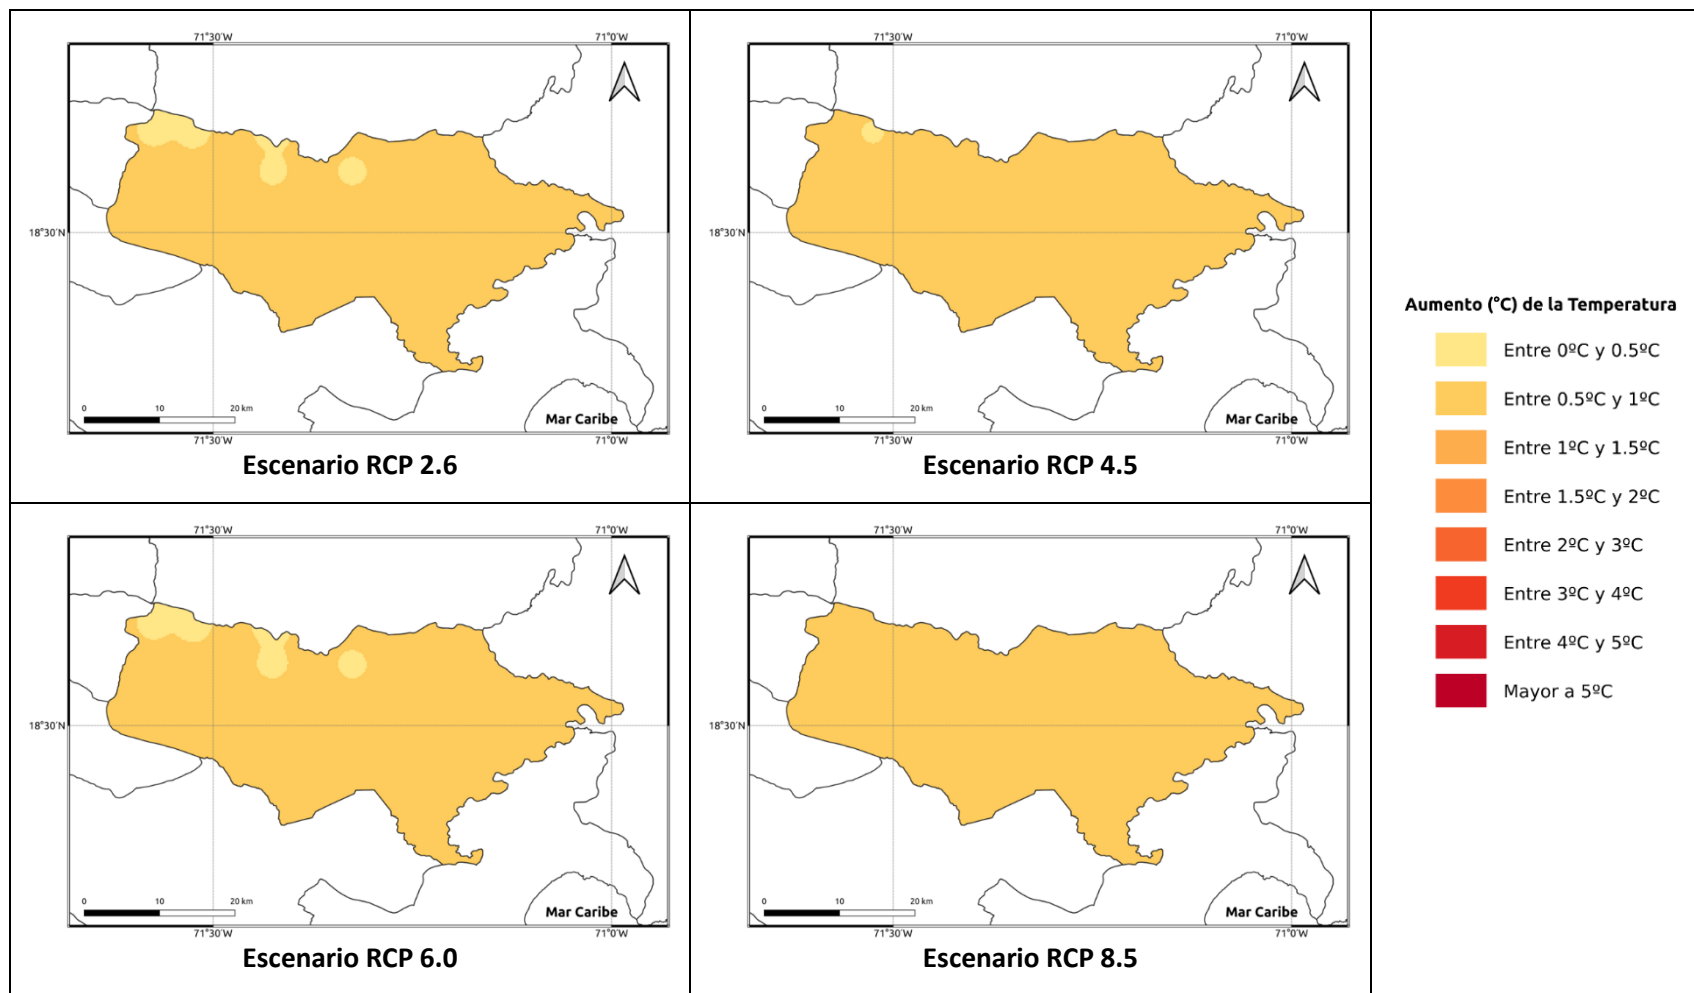 71°30'W 71°0'W
18°30'N
0 10 20 km
Mar Caribe
71°30'W 71°0'W
Escenario RCP 2.6
71°30'W 71°0'W
18°30'N
0 10 20 km
Mar Caribe
71°30'W 71°0'W
Escenario RCP 4.5
71°30'W 71°0'W
18°30'N
0 10 20 km
Mar Caribe
71°30'W 71°0'W
Escenario RCP 6.0
71°30'W 71°0'W
18°30'N
0 10 20 km
Mar Caribe
71°30'W 71°0'W
Escenario RCP 8.5
Aumento (°C) de la Temperatura
Entre 0ºC y 0.5ºC
Entre 0.5ºC y 1ºC
Entre 1ºC y 1.5ºC
Entre 1.5ºC y 2ºC
Entre 2ºC y 3ºC
Entre 3ºC y 4ºC
Entre 4ºC y 5ºC
Mayor a 5ºC